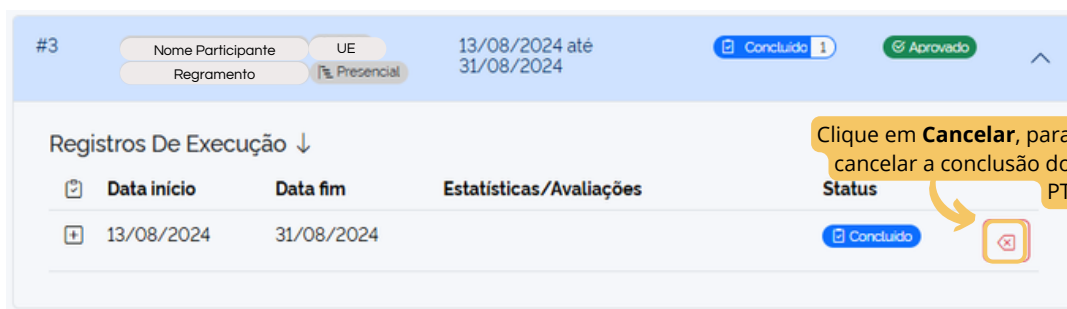 #3 Nome Participante UE 13/08/2024 até Concluído 1 Aprovado
Regramento Presencial 31/08/2024
Registros De Execução ↓
Clique em Cancelar, para
cancelar a conclusão do
PT
Data início Data fim Estatísticas/Avaliações Status
13/08/2024 31/08/2024 Concluído